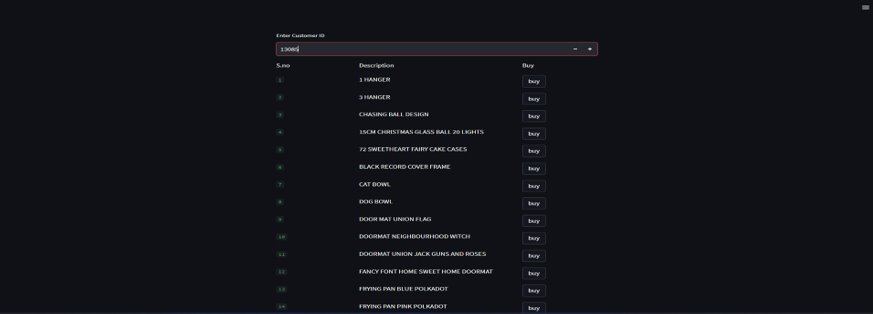 Enter Customer ID
13085
S.no Description Buy
1 1 HANGER buy
2 3 HANGER buy
3 CHASING BALL DESIGN buy
4 15CM CHRISTMAS GLASS BALL 20 LIGHTS buy
5 72 SWEETHEART FAIRY CAKE CASES buy
6 BLACK RECORD COVER FRAME buy
7 CAT BOWL buy
8 DOG BOWL buy
9 DOOR MAT UNION FLAG buy
10 DOORMAT NEIGHBOURHOOD WITCH buy
11 DOORMAT UNION JACK GUNS AND ROSES buy
12 FANCY FONT HOME SWEET HOME DOORMAT buy
13 FRYING PAN BLUE POLKADOT buy
14 FRYING PAN PINK POLKADOT buy